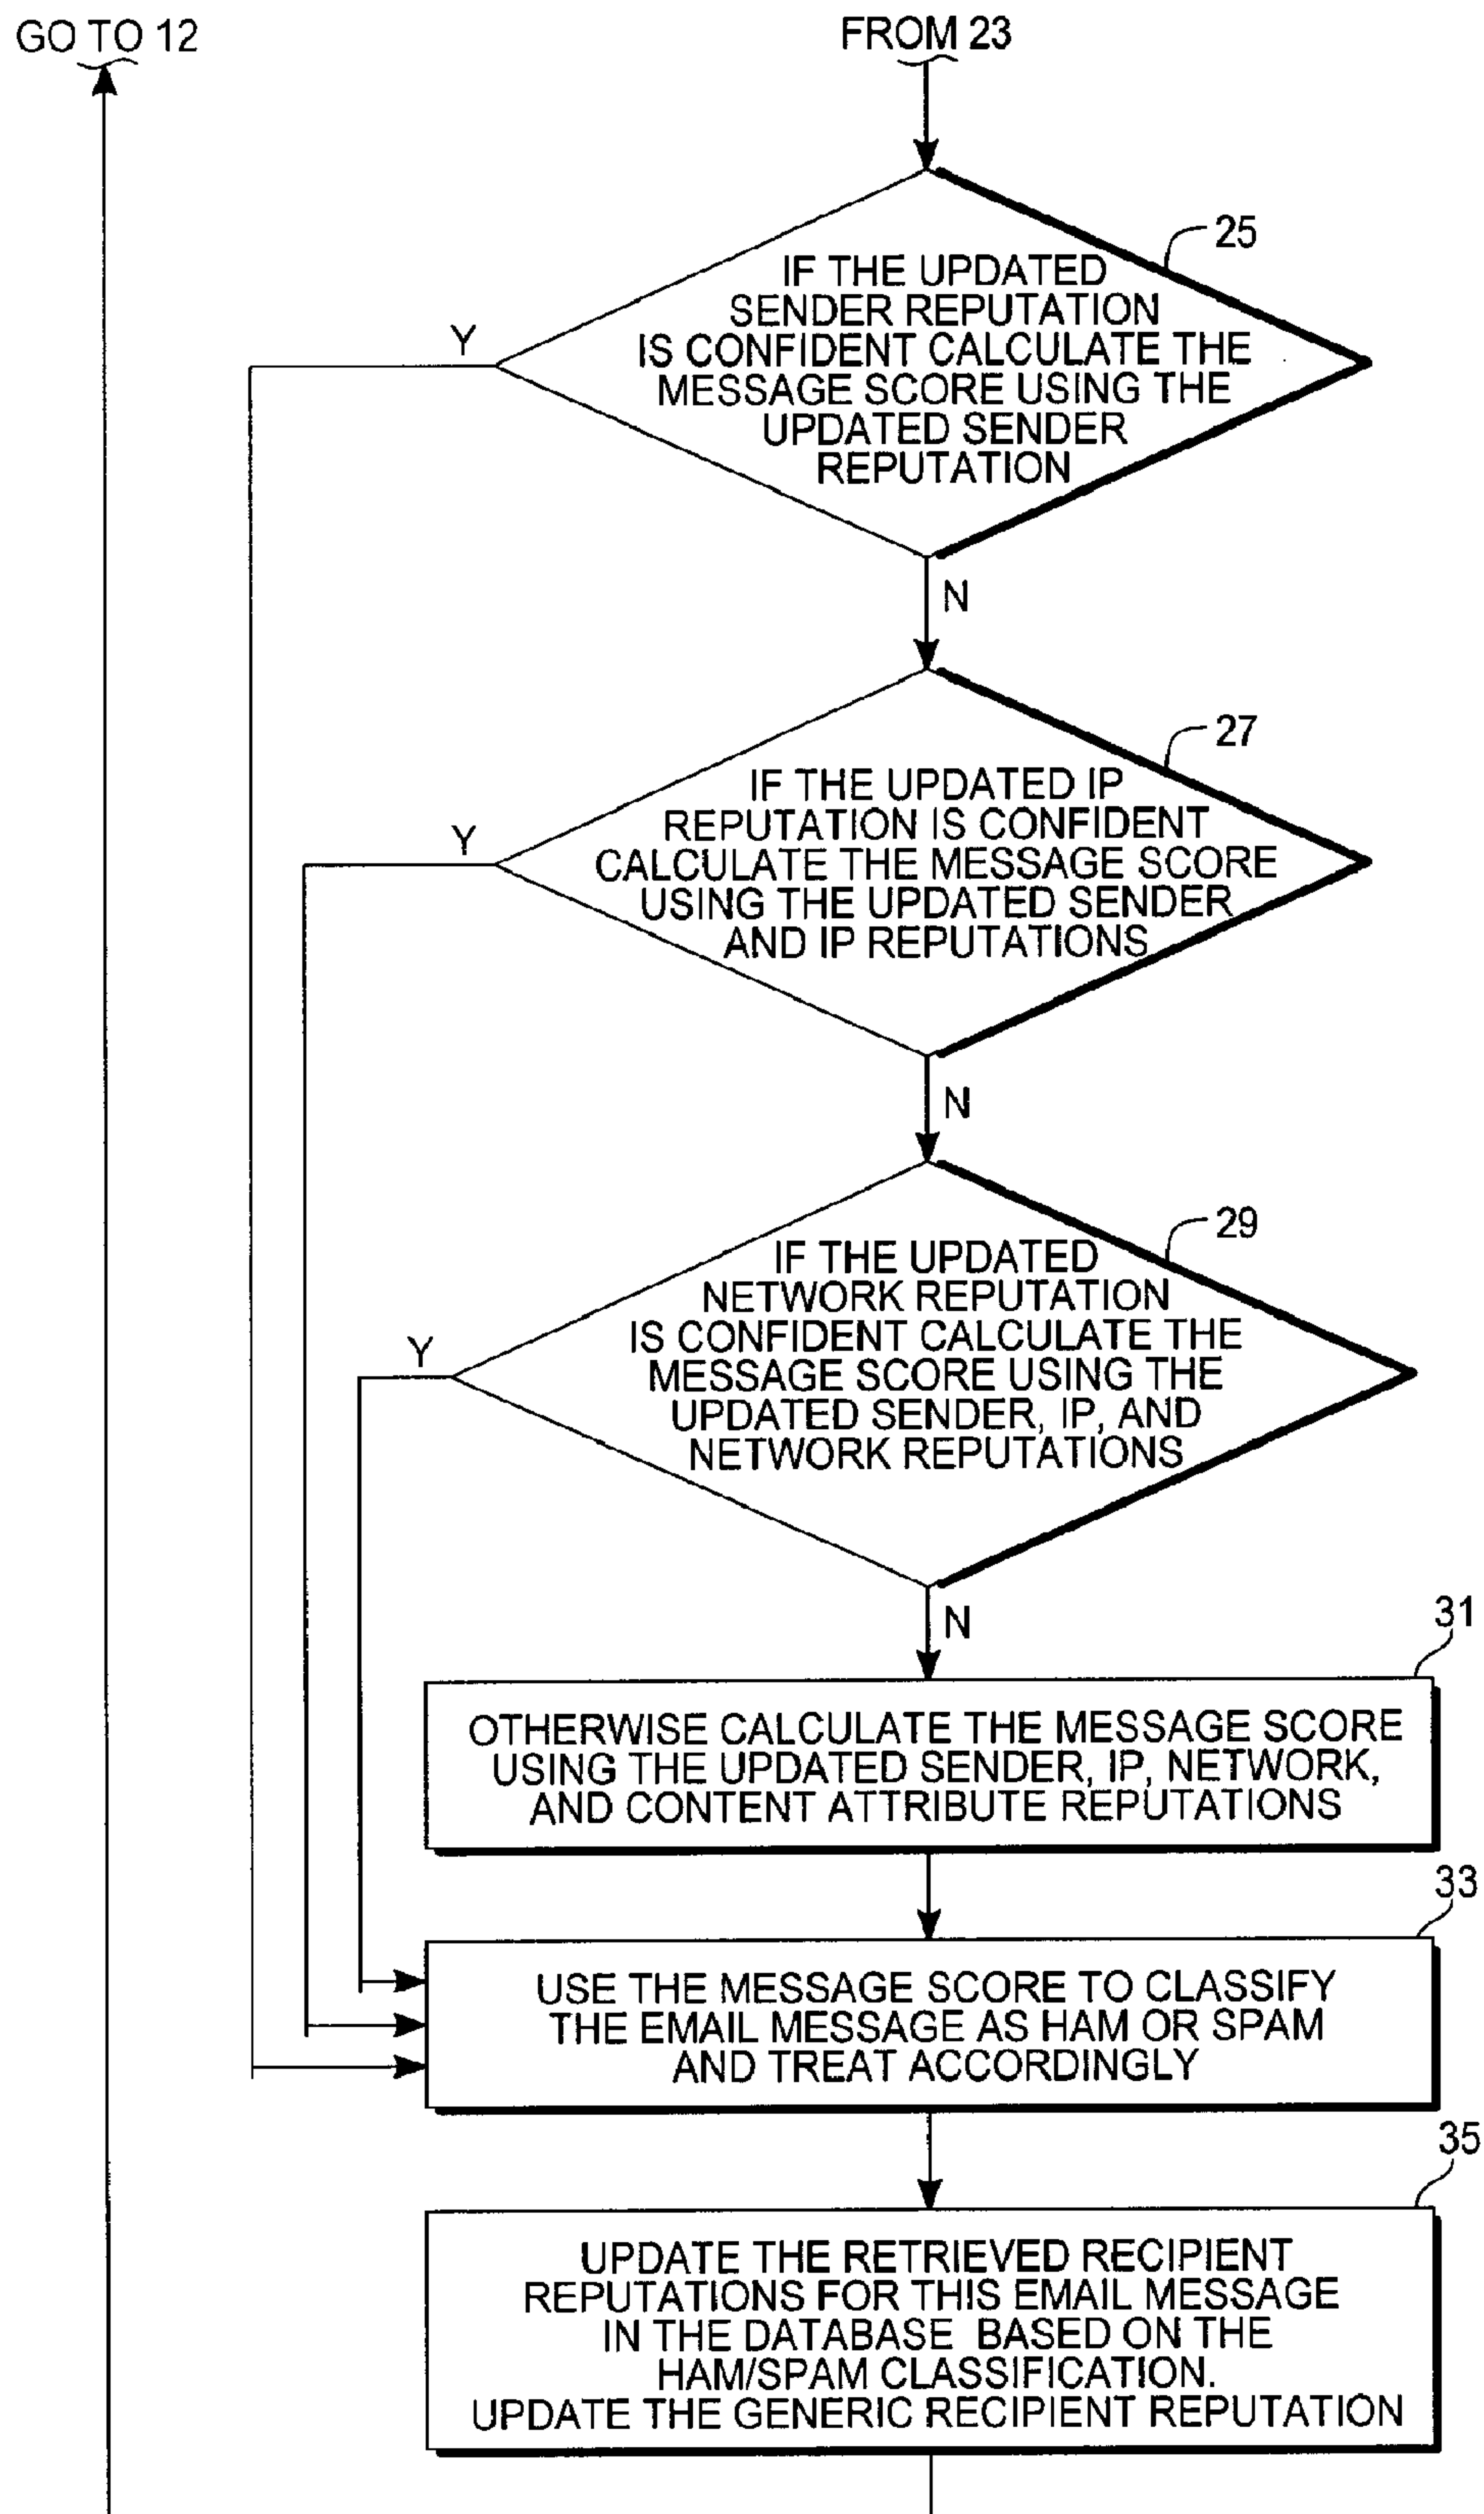 GO TO 12
FROM 23
25
IF THE UPDATED
SENDER REPUTATION
IS CONFIDENT CALCULATE THE
MESSAGE SCORE USING THE
UPDATED SENDER
REPUTATION
Y
N
27
IF THE UPDATED IP
REPUTATION IS CONFIDENT
CALCULATE THE MESSAGE SCORE
USING THE UPDATED SENDER
AND IP REPUTATIONS
Y
N
29
IF THE UPDATED
NETWORK REPUTATION
IS CONFIDENT CALCULATE THE
MESSAGE SCORE USING THE
UPDATED SENDER, IP, AND
NETWORK REPUTATIONS
Y
N
31
OTHERWISE CALCULATE THE MESSAGE SCORE
USING THE UPDATED SENDER, IP, NETWORK,
AND CONTENT ATTRIBUTE REPUTATIONS
33
USE THE MESSAGE SCORE TO CLASSIFY
THE EMAIL MESSAGE AS HAM OR SPAM
AND TREAT ACCORDINGLY
35
UPDATE THE RETRIEVED RECIPIENT
REPUTATIONS FOR THIS EMAIL MESSAGE
IN THE DATABASE BASED ON THE
HAM/SPAM CLASSIFICATION.
UPDATE THE GENERIC RECIPIENT REPUTATION